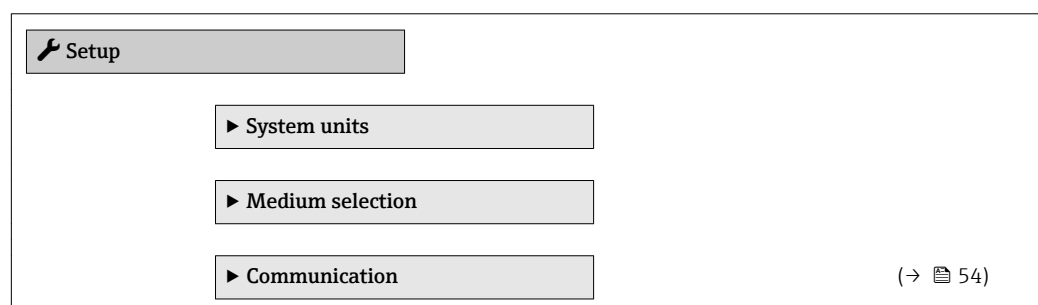 Setup
► System units
► Medium selection
► Communication (→ 🖹 54)